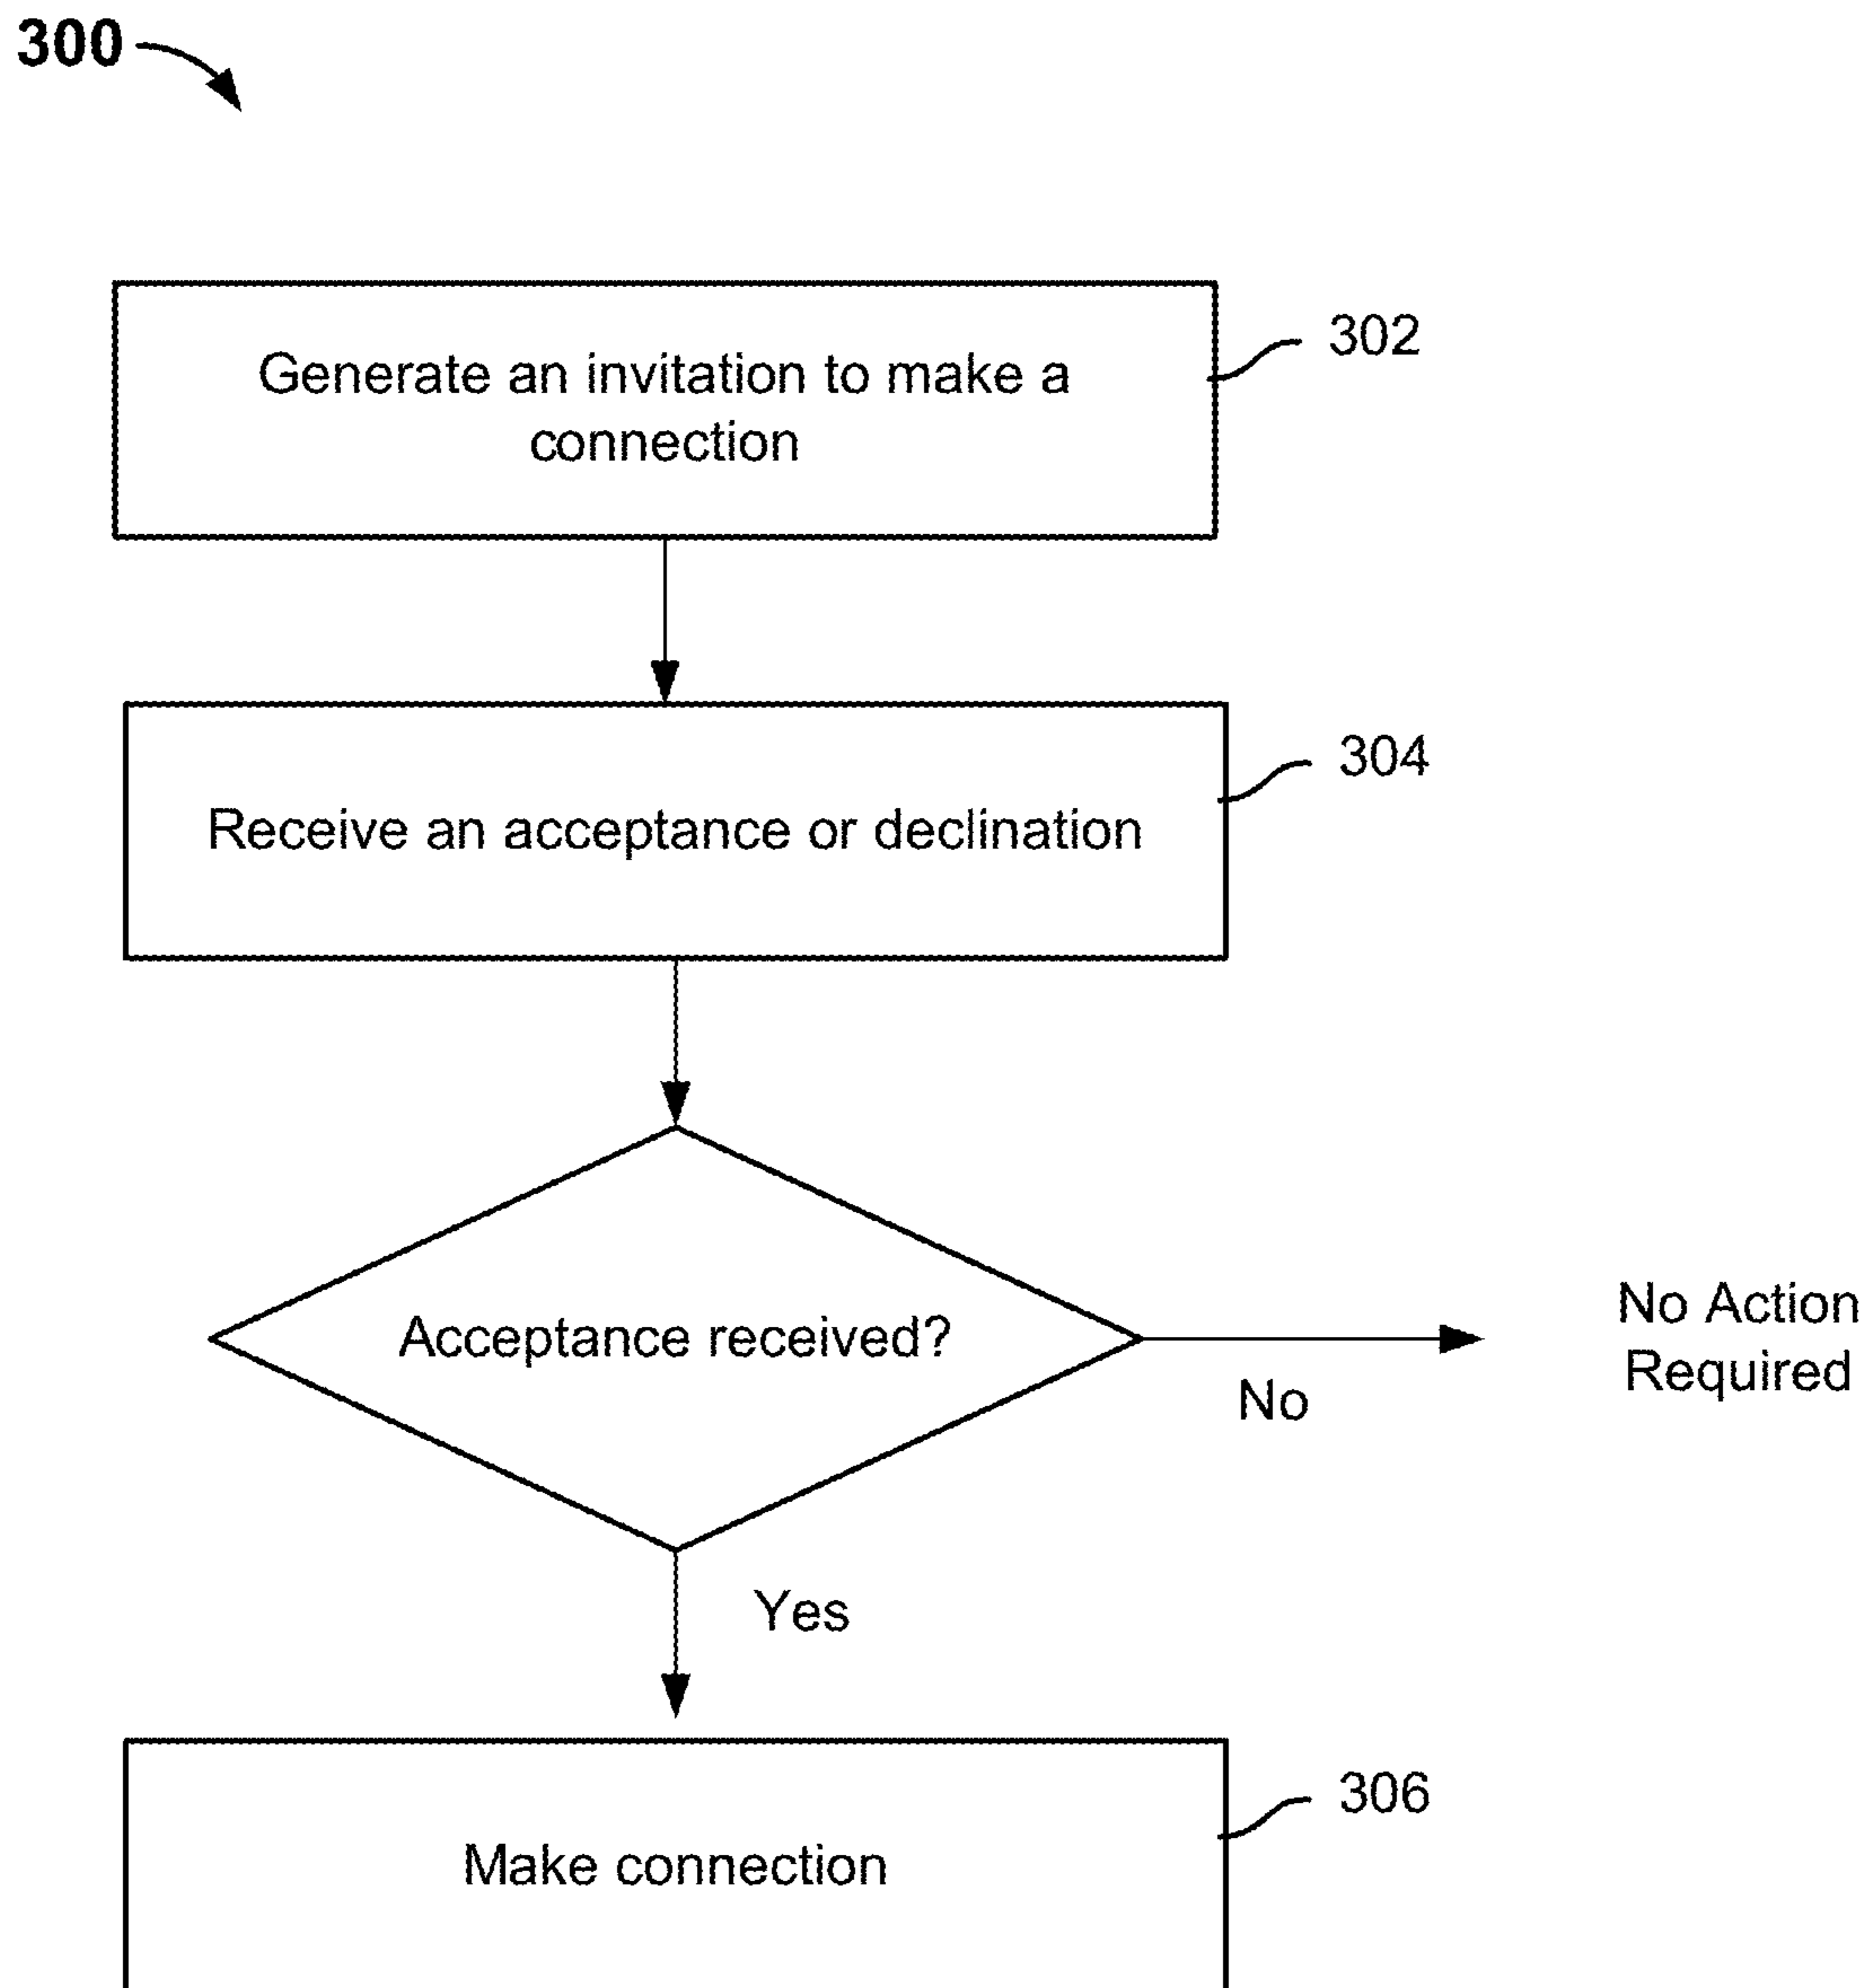 300
Generate an invitation to make a
connection
302
Receive an acceptance or declination
304
Acceptance received?
No
No Action
Required
Yes
Make connection
306